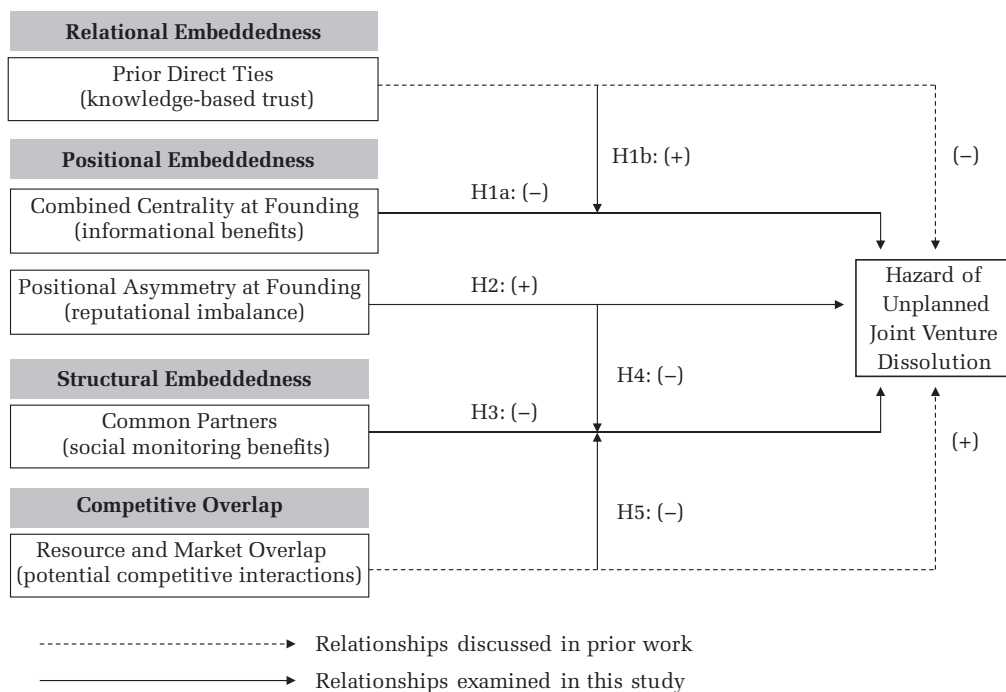 Relational Embeddedness
Prior Direct Ties
(knowledge-based trust)
H1b: (+)
(–)
Positional Embeddedness
H1a: (–)
Combined Centrality at Founding
(informational benefits)
Positional Asymmetry at Founding
(reputational imbalance)
H2: (+)
Hazard of
Unplanned
Joint Venture
Dissolution
Structural Embeddedness
H4: (–)
H3: (–)
Common Partners
(social monitoring benefits)
(+)
Competitive Overlap
H5: (–)
Resource and Market Overlap
(potential competitive interactions)
Relationships discussed in prior work
Relationships examined in this study